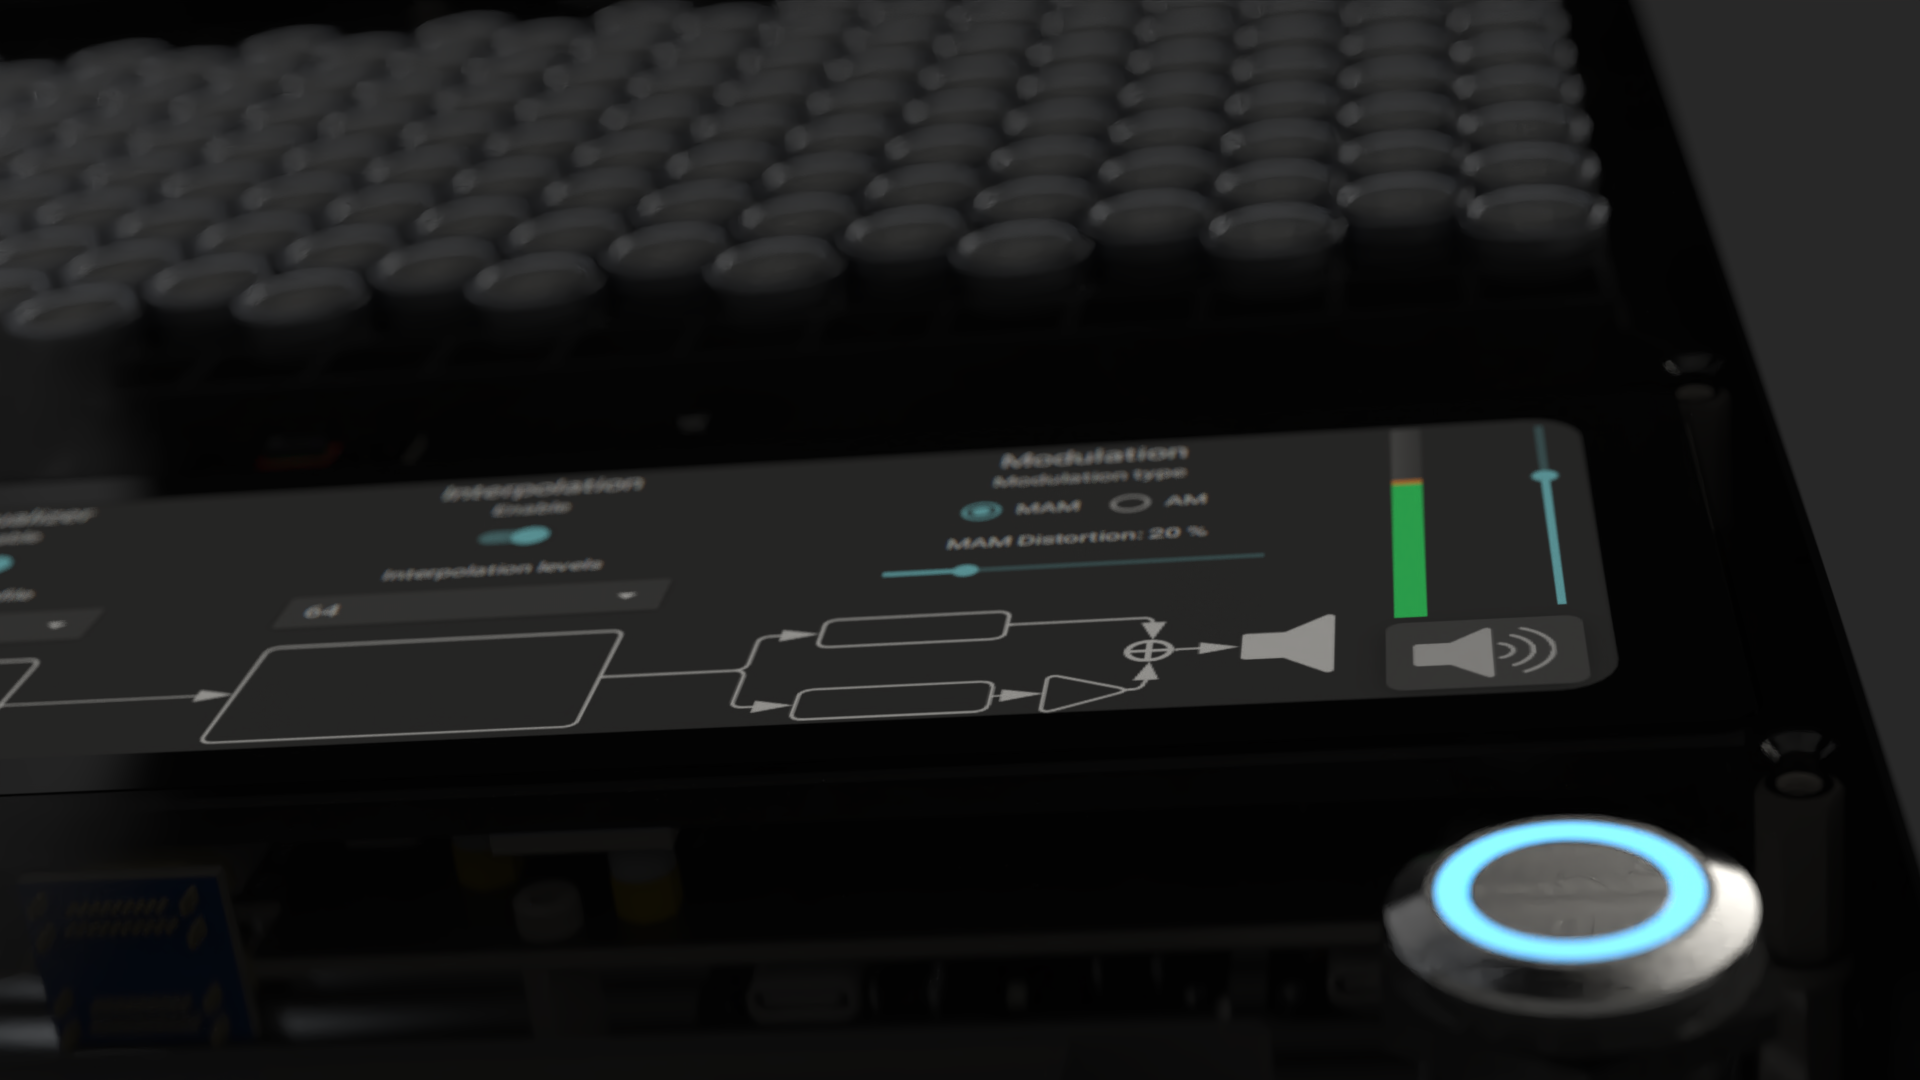 Interpolation
Enable
Interpolation levels
64
Modulation
Modulation type
MAM AM
MAM Distortion: 20 %